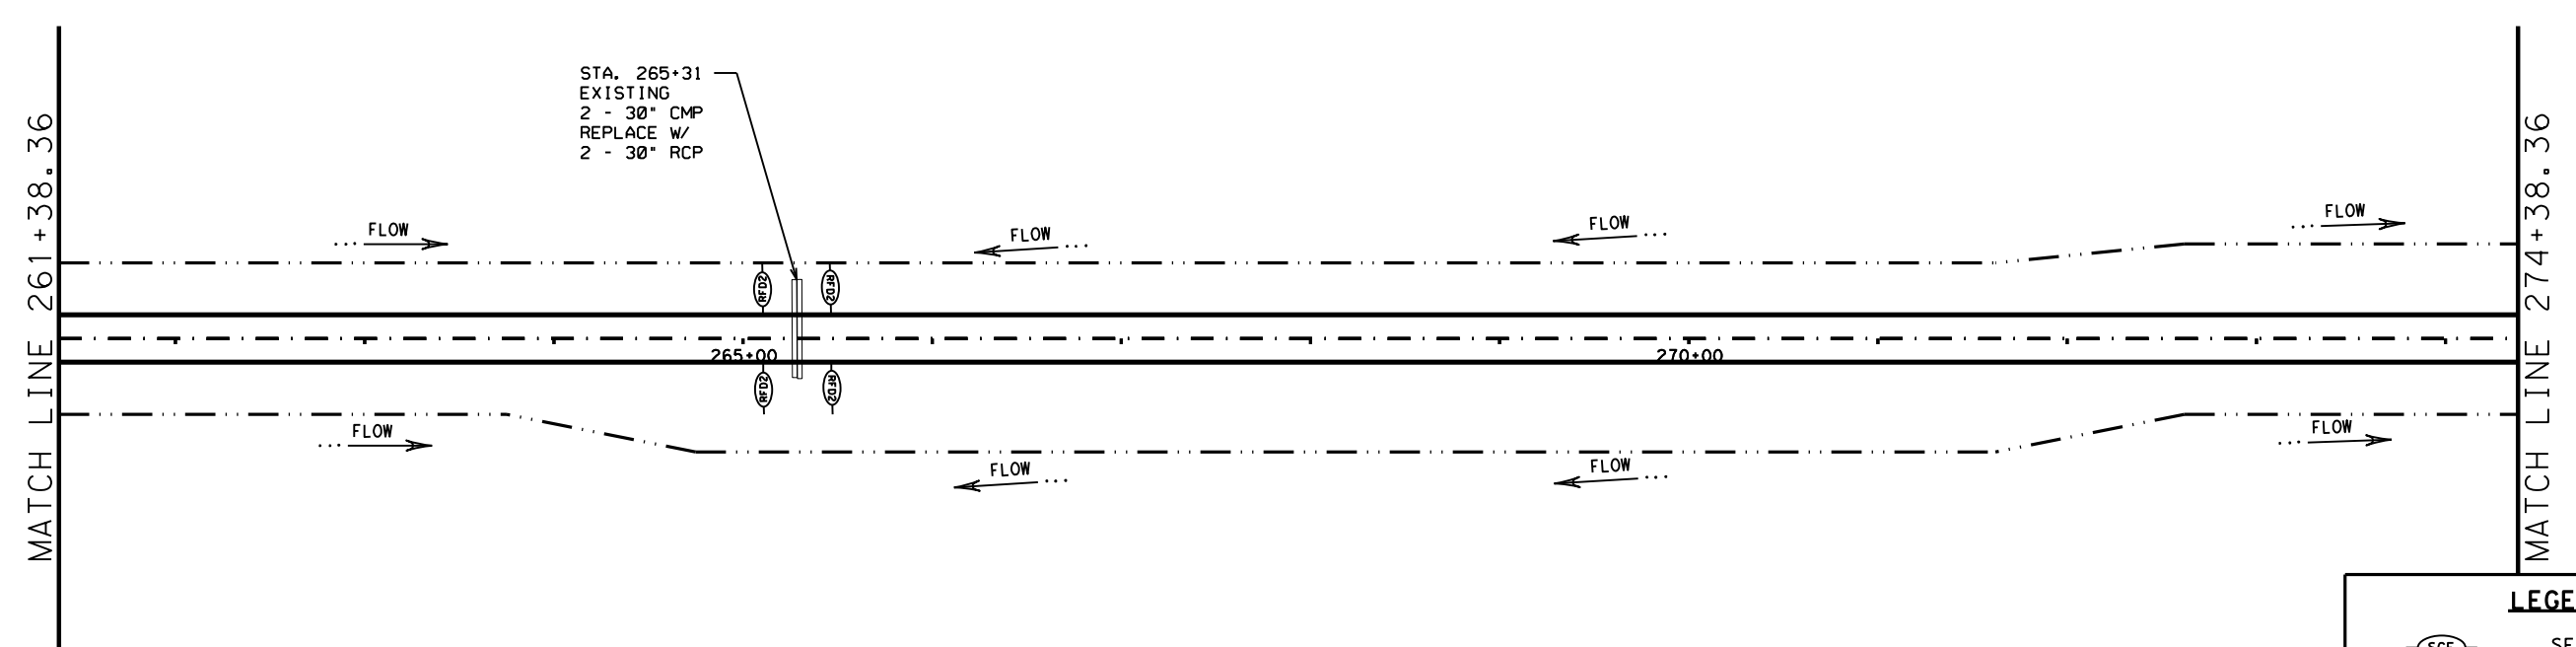 STA. 265+31
EXISTING
2 - 30" CMP
REPLACE W/
2 - 30" RCP
MATCH LINE 261+38.36
MATCH LINE 274+38.36
FLOW
FLOW
FLOW
FLOW
RFD2
RFD2
265+00
270+00
RFD2
RFD2
FLOW
FLOW
FLOW
FLOW
LEGE
SCF
SE